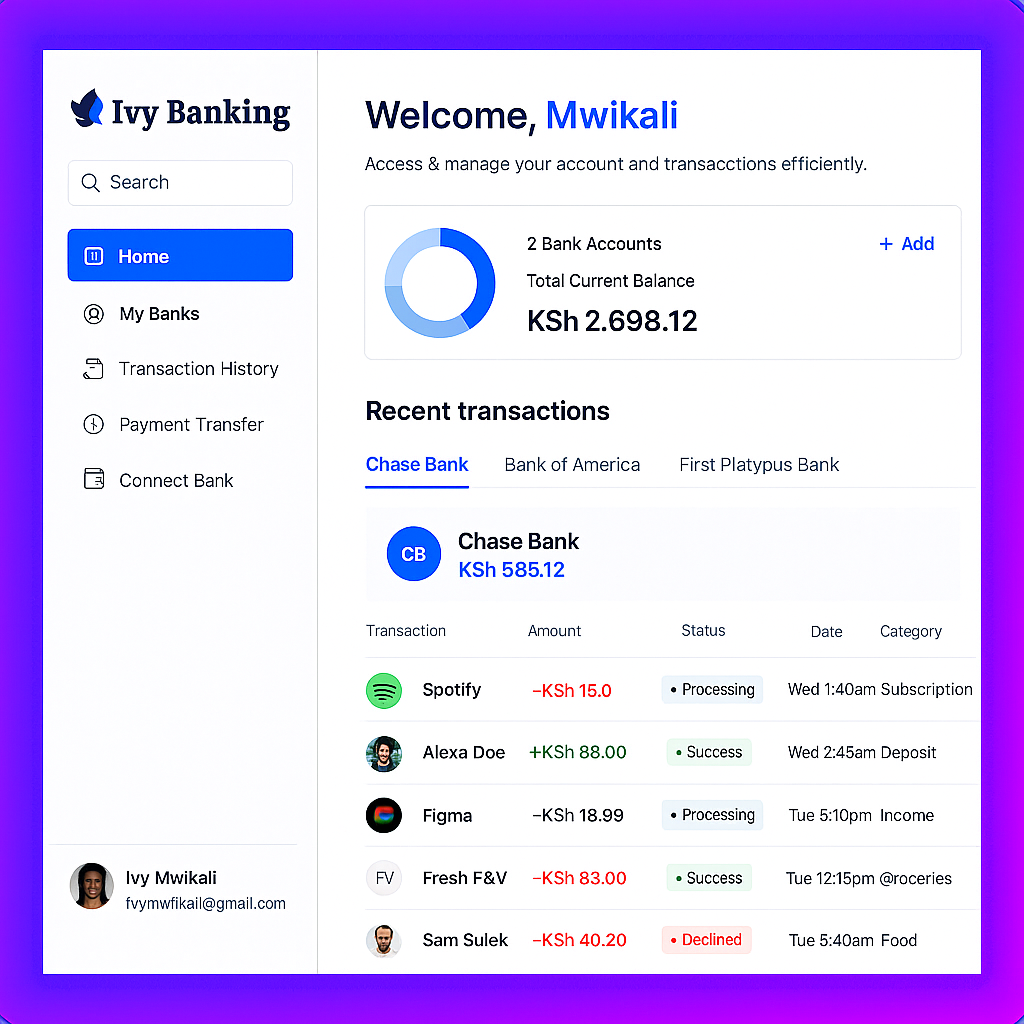 Ivy Banking
Search
Home
My Banks
Transaction History
Payment Transfer
Connect Bank
Ivy Mwikali
fvymwfikail@gmail.com
Welcome, Mwikali
Access & manage your account and transacctions efficiently.
2 Bank Accounts
+ Add
Total Current Balance
KSh 2.698.12
Recent transactions
Chase Bank Bank of America First Platypus Bank
CB
Chase Bank
KSh 585.12
Transaction Amount Status Date Category
Spotify −KSh 15.0 • Processing Wed 1:40am Subscription
Alexa Doe +KSh 88.00 • Success Wed 2:45am Deposit
Figma −KSh 18.99 • Processing Tue 5:10pm Income
FV Fresh F&V −KSh 83.00 • Success Tue 12:15pm @roceries
Sam Sulek −KSh 40.20 • Declined Tue 5:40am Food